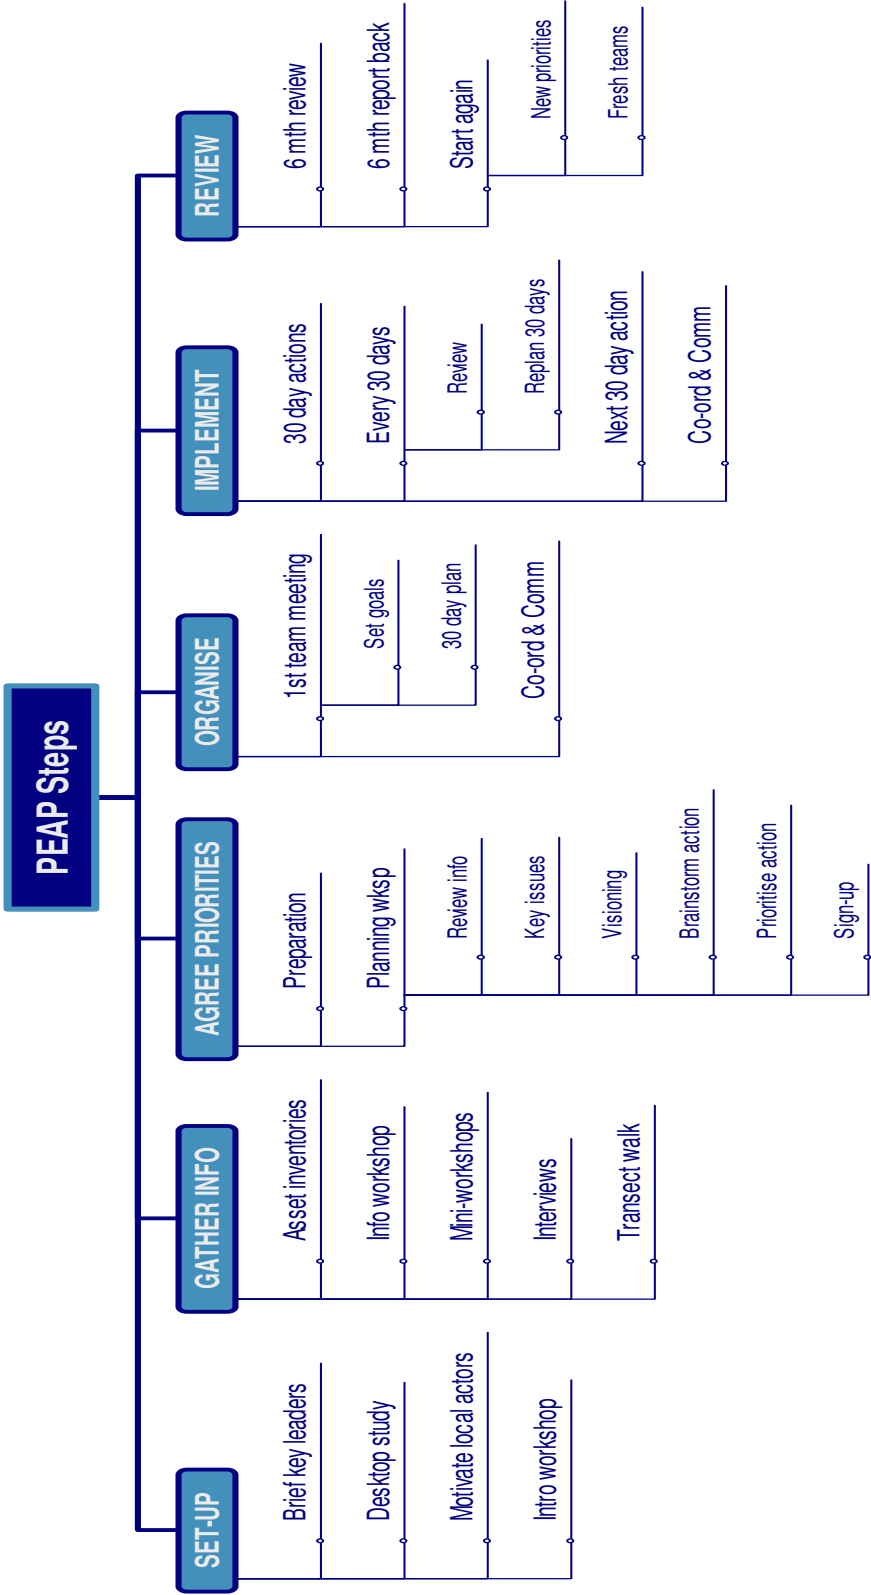 PEAP Steps
SET-UP
Brief key leaders
Desktop study
Motivate local actors
Intro workshop
GATHER INFO
Asset inventories
Info workshop
Mini-workshops
Interviews
Transect walk
AGREE PRIORITIES
Preparation
Planning wksp
Review info
Key issues
Visioning
Brainstorm action
Prioritise action
Sign-up
ORGANISE
1st team meeting
Set goals
30 day plan
Co-ord & Comm
IMPLEMENT
30 day actions
Every 30 days
Review
Replan 30 days
Next 30 day action
Co-ord & Comm
REVIEW
6 mth review
6 mth report back
Start again
New priorities
Fresh teams